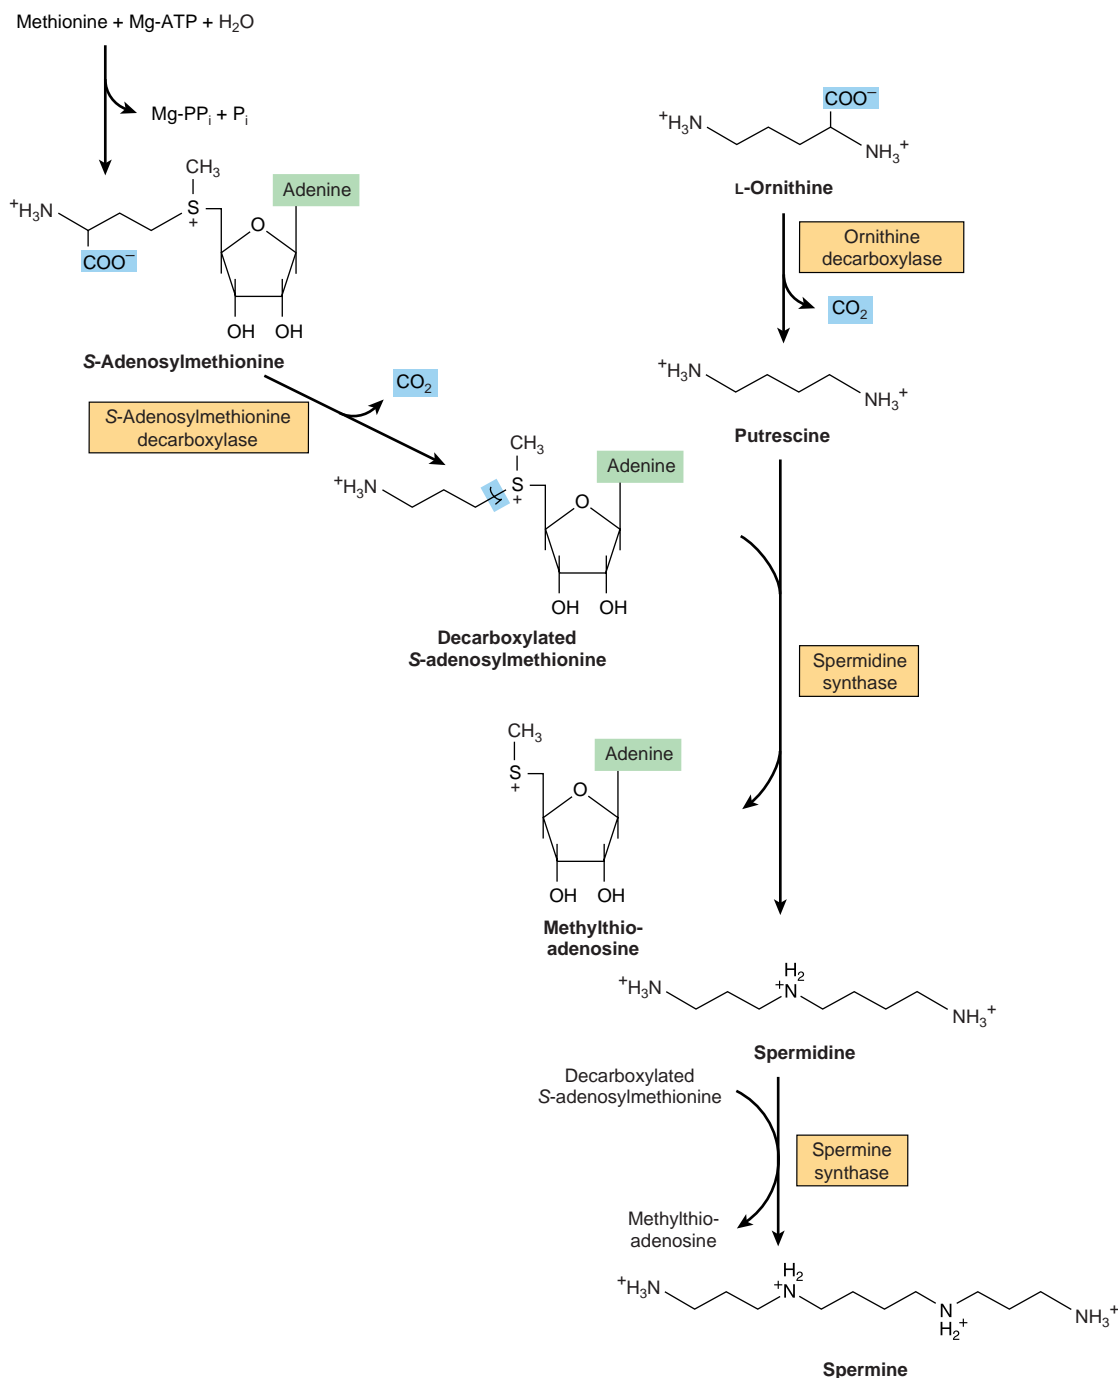 Methionine + Mg-ATP + H₂O
Mg-PPᵢ + Pᵢ
CH₃
Adenine
⁺H₃N
S
+
O
COO⁻
OH OH
S-Adenosylmethionine
COO⁻
⁺H₃N
NH₃⁺
L-Ornithine
Ornithine
decarboxylase
CO₂
CO₂
S-Adenosylmethionine
decarboxylase
⁺H₃N
NH₃⁺
Putrescine
CH₃
Adenine
⁺H₃N
S
+
O
OH OH
Decarboxylated
S-adenosylmethionine
Spermidine
synthase
CH₃
Adenine
S
+
O
OH OH
Methylthio-
adenosine
H₂
⁺H₃N
⁺N
NH₃⁺
Spermidine
Decarboxylated
S-adenosylmethionine
Spermine
synthase
Methylthio-
adenosine
H₂
⁺H₃N
⁺N
N
H₂⁺
NH₃⁺
Spermine